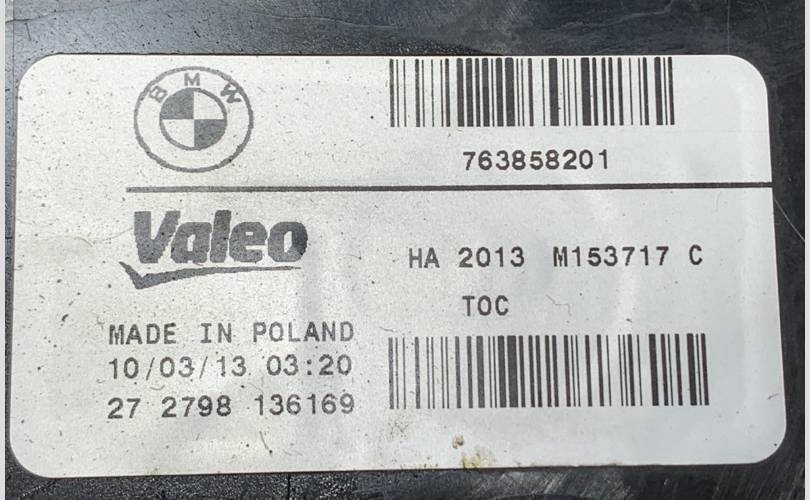 BMW
763858201
Valeo
HA 2013 M153717 C
TOC
MADE IN POLAND
10/03/13 03:20
27 2798 136169